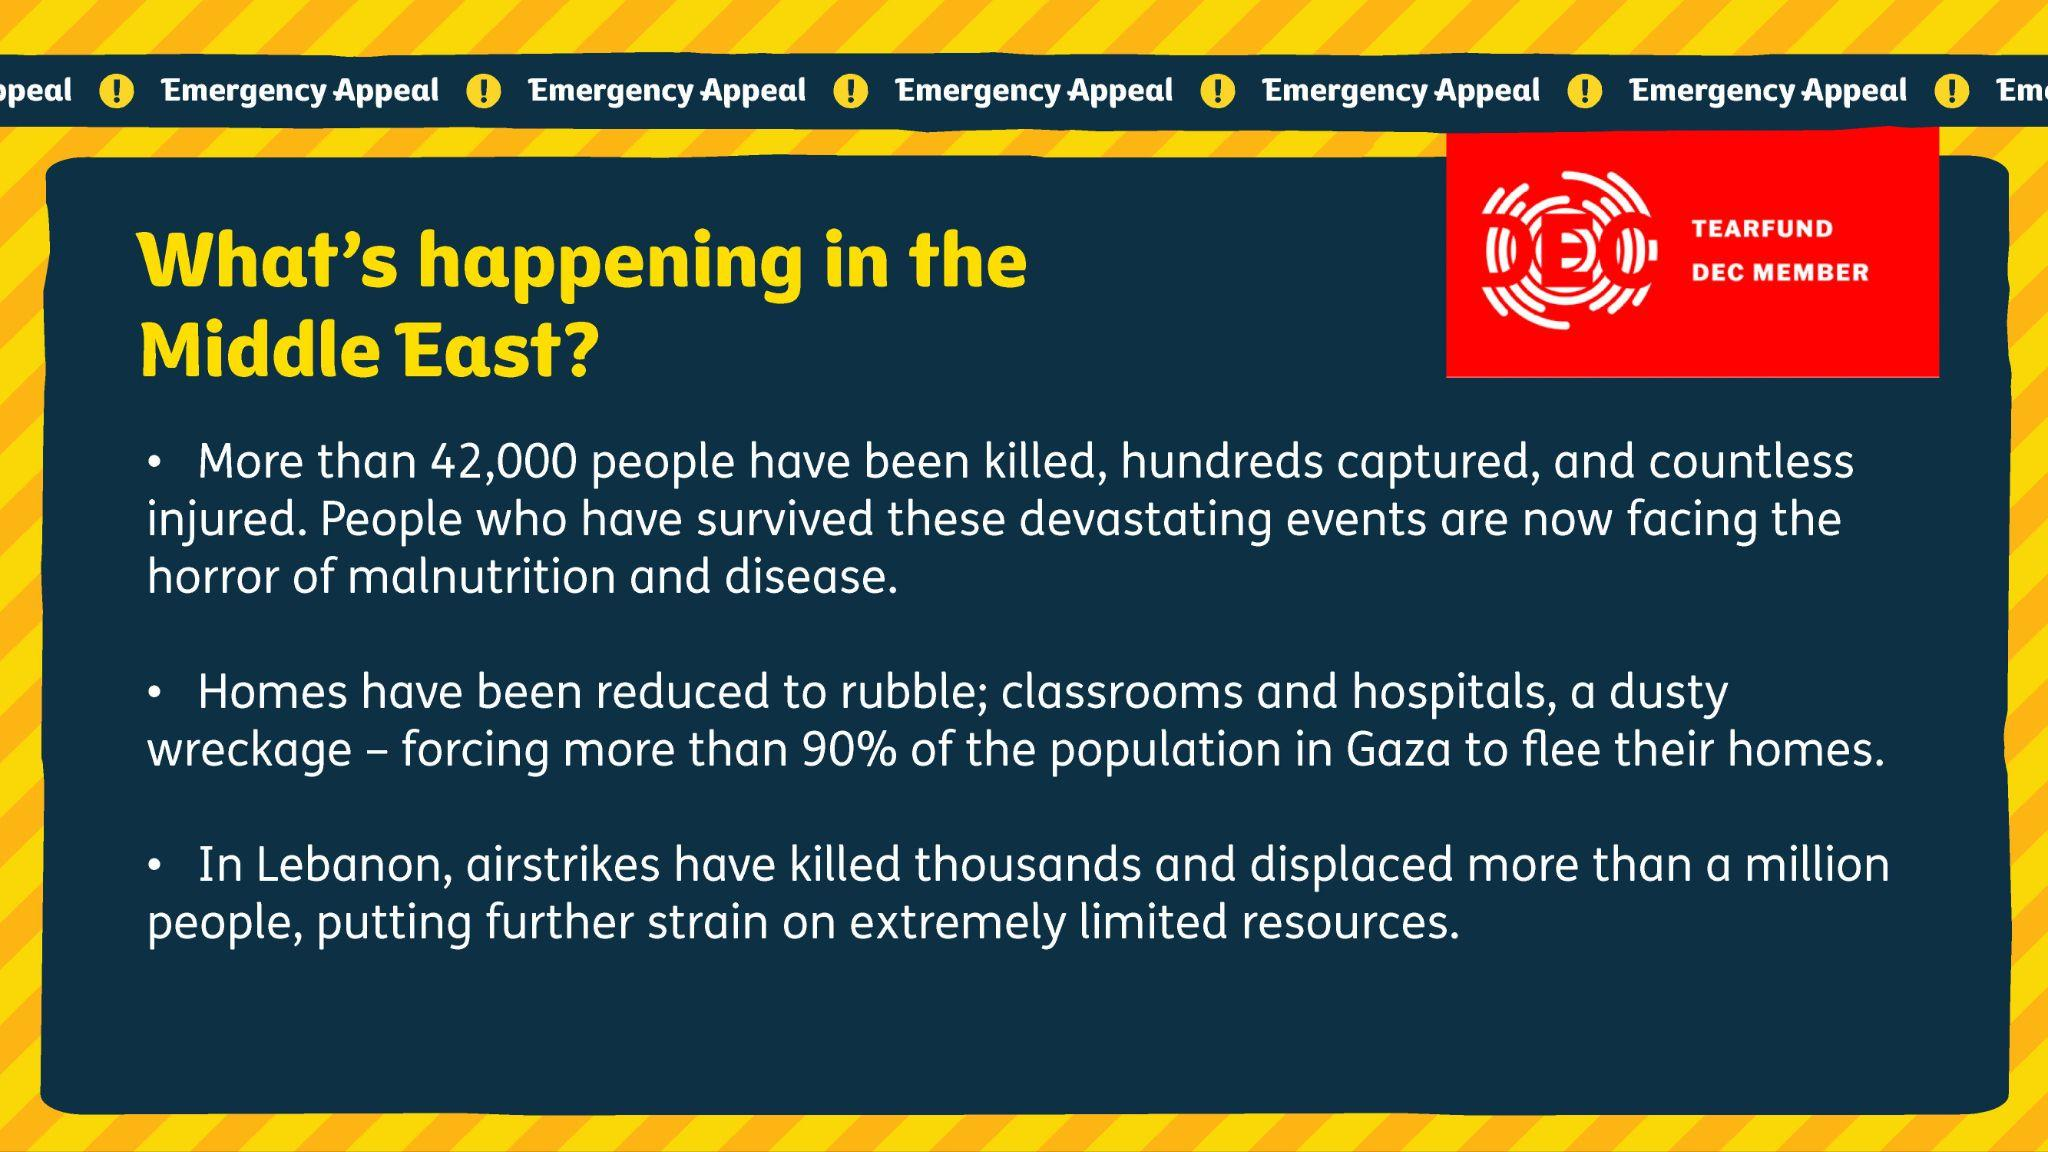 ppeal ! Emergency Appeal ! Emergency Appeal ! Emergency Appeal ! Emergency Appeal ! Emergency Appeal ! Eme
DEC
TEARFUND
DEC MEMBER
What's happening in the
Middle East?
• More than 42,000 people have been killed, hundreds captured, and countless
injured. People who have survived these devastating events are now facing the
horror of malnutrition and disease.
• Homes have been reduced to rubble; classrooms and hospitals, a dusty
wreckage – forcing more than 90% of the population in Gaza to flee their homes.
• In Lebanon, airstrikes have killed thousands and displaced more than a million
people, putting further strain on extremely limited resources.